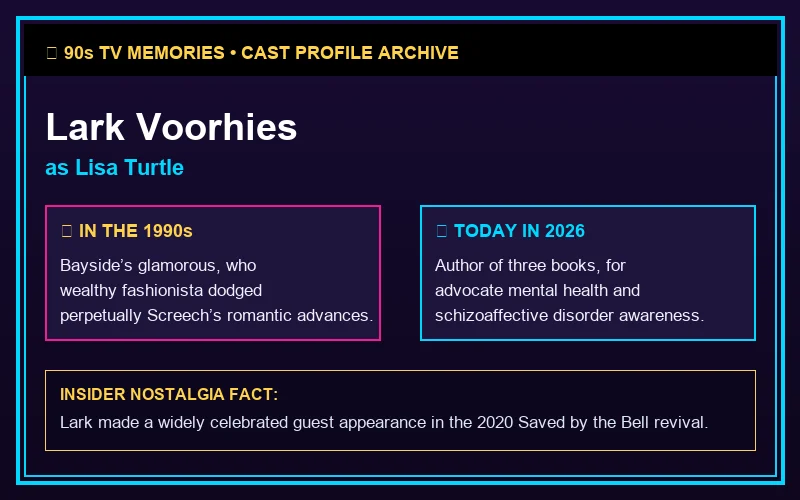 90s TV MEMORIES • CAST PROFILE ARCHIVE
Lark Voorhies
as Lisa Turtle
IN THE 1990s
Bayside’s glamorous, who
wealthy fashionista dodged
perpetually Screech’s romantic advances.
TODAY IN 2026
Author of three books, for
advocate mental health and
schizoaffective disorder awareness.
INSIDER NOSTALGIA FACT:
Lark made a widely celebrated guest appearance in the 2020 Saved by the Bell revival.